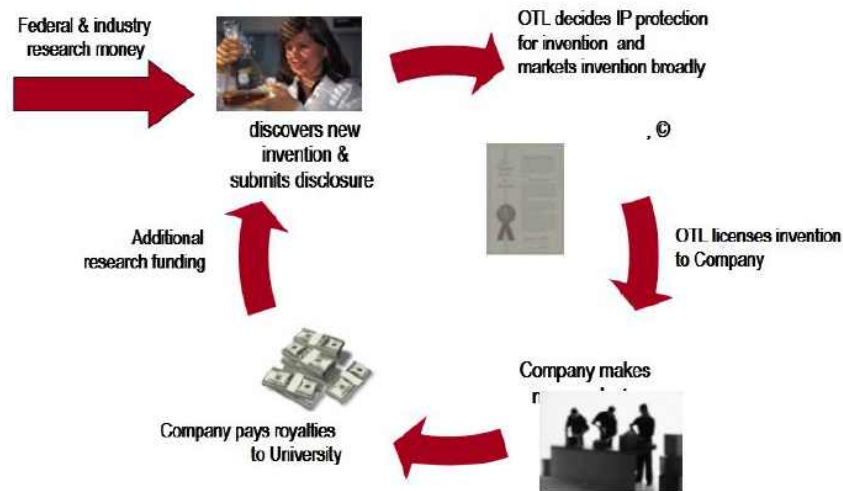 Federal & industry
research money
OTL decides IP protection
for invention and
markets invention broadly
discovers new
invention &
submits disclosure
, ©
Additional
research funding
OTL licenses invention
to Company
Company makes
Company pays royalties
to University